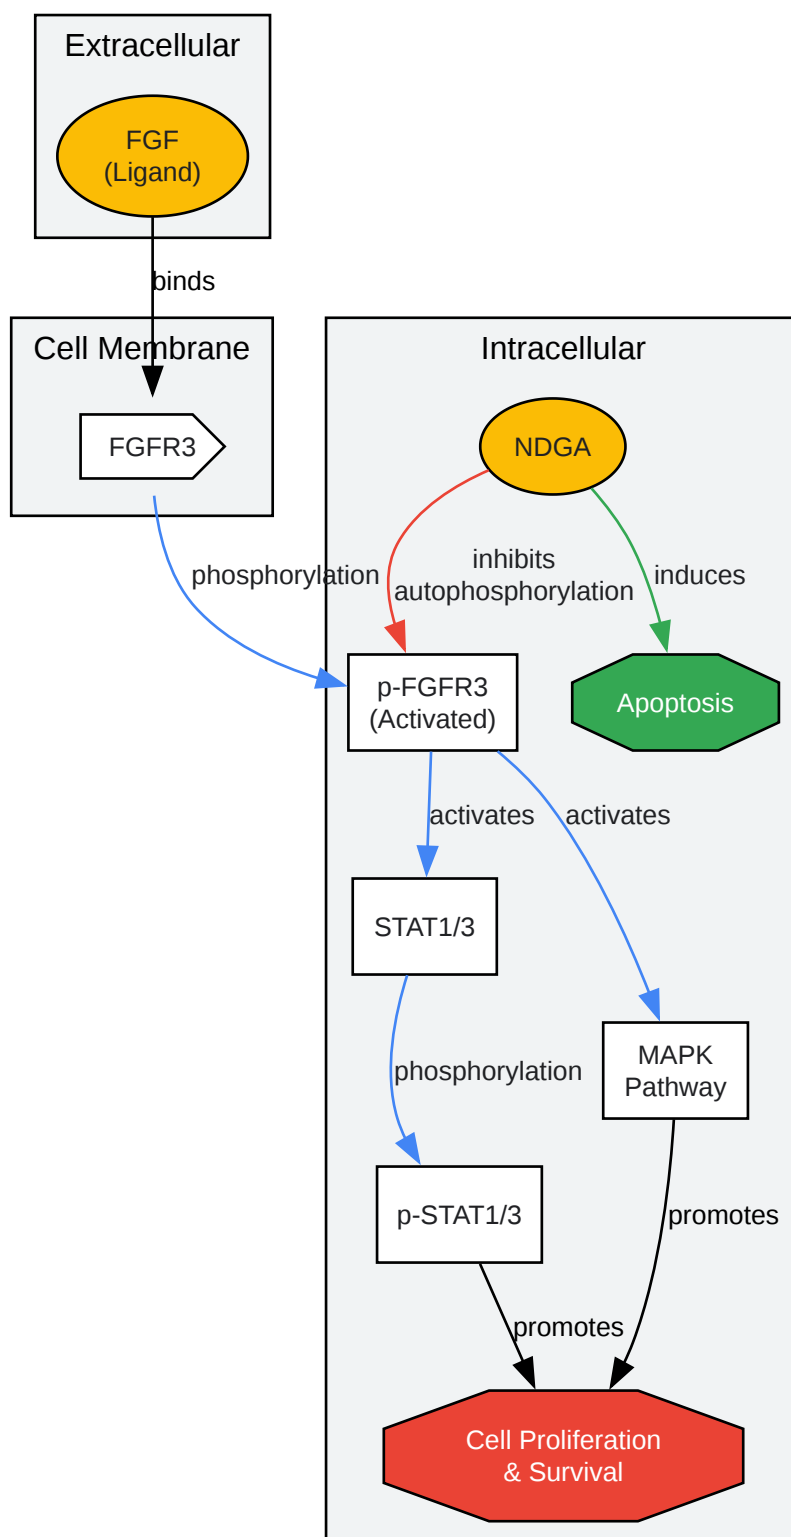 Extracellular
FGF
(Ligand)
binds
Cell Membrane
FGFR3
Intracellular
NDGA
phosphorylation
inhibits
autophosphorylation
induces
p-FGFR3
(Activated)
Apoptosis
activates
activates
STAT1/3
MAPK
Pathway
phosphorylation
p-STAT1/3
promotes
promotes
Cell Proliferation
& Survival